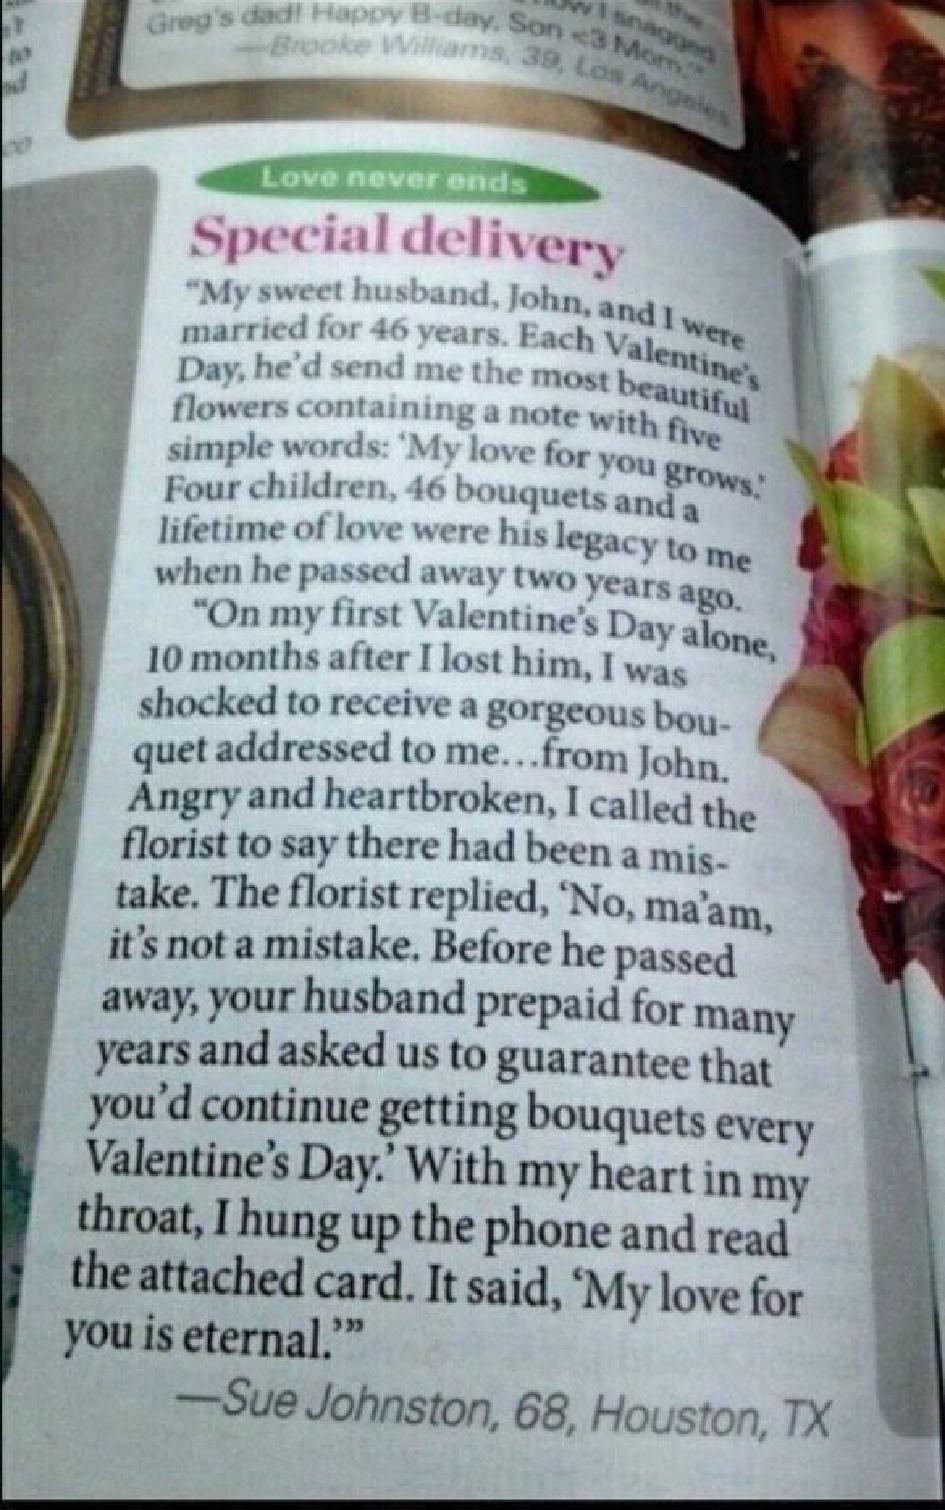 now I snagged
Greg's dad! Happy B-day, Son <3 Mom.'"
—Brooke Williams, 39, Los Angeles
Love never ends
Special delivery
“My sweet husband, John, and I were
married for 46 years. Each Valentine’s
Day, he’d send me the most beautiful
flowers containing a note with five
simple words: ‘My love for you grows.’
Four children, 46 bouquets and a
lifetime of love were his legacy to me
when he passed away two years ago.
“On my first Valentine’s Day alone,
10 months after I lost him, I was
shocked to receive a gorgeous bou-
quet addressed to me…from John.
Angry and heartbroken, I called the
florist to say there had been a mis-
take. The florist replied, ‘No, ma’am,
it’s not a mistake. Before he passed
away, your husband prepaid for many
years and asked us to guarantee that
you’d continue getting bouquets every
Valentine’s Day.’ With my heart in my
throat, I hung up the phone and read
the attached card. It said, ‘My love for
you is eternal.’”
—Sue Johnston, 68, Houston, TX